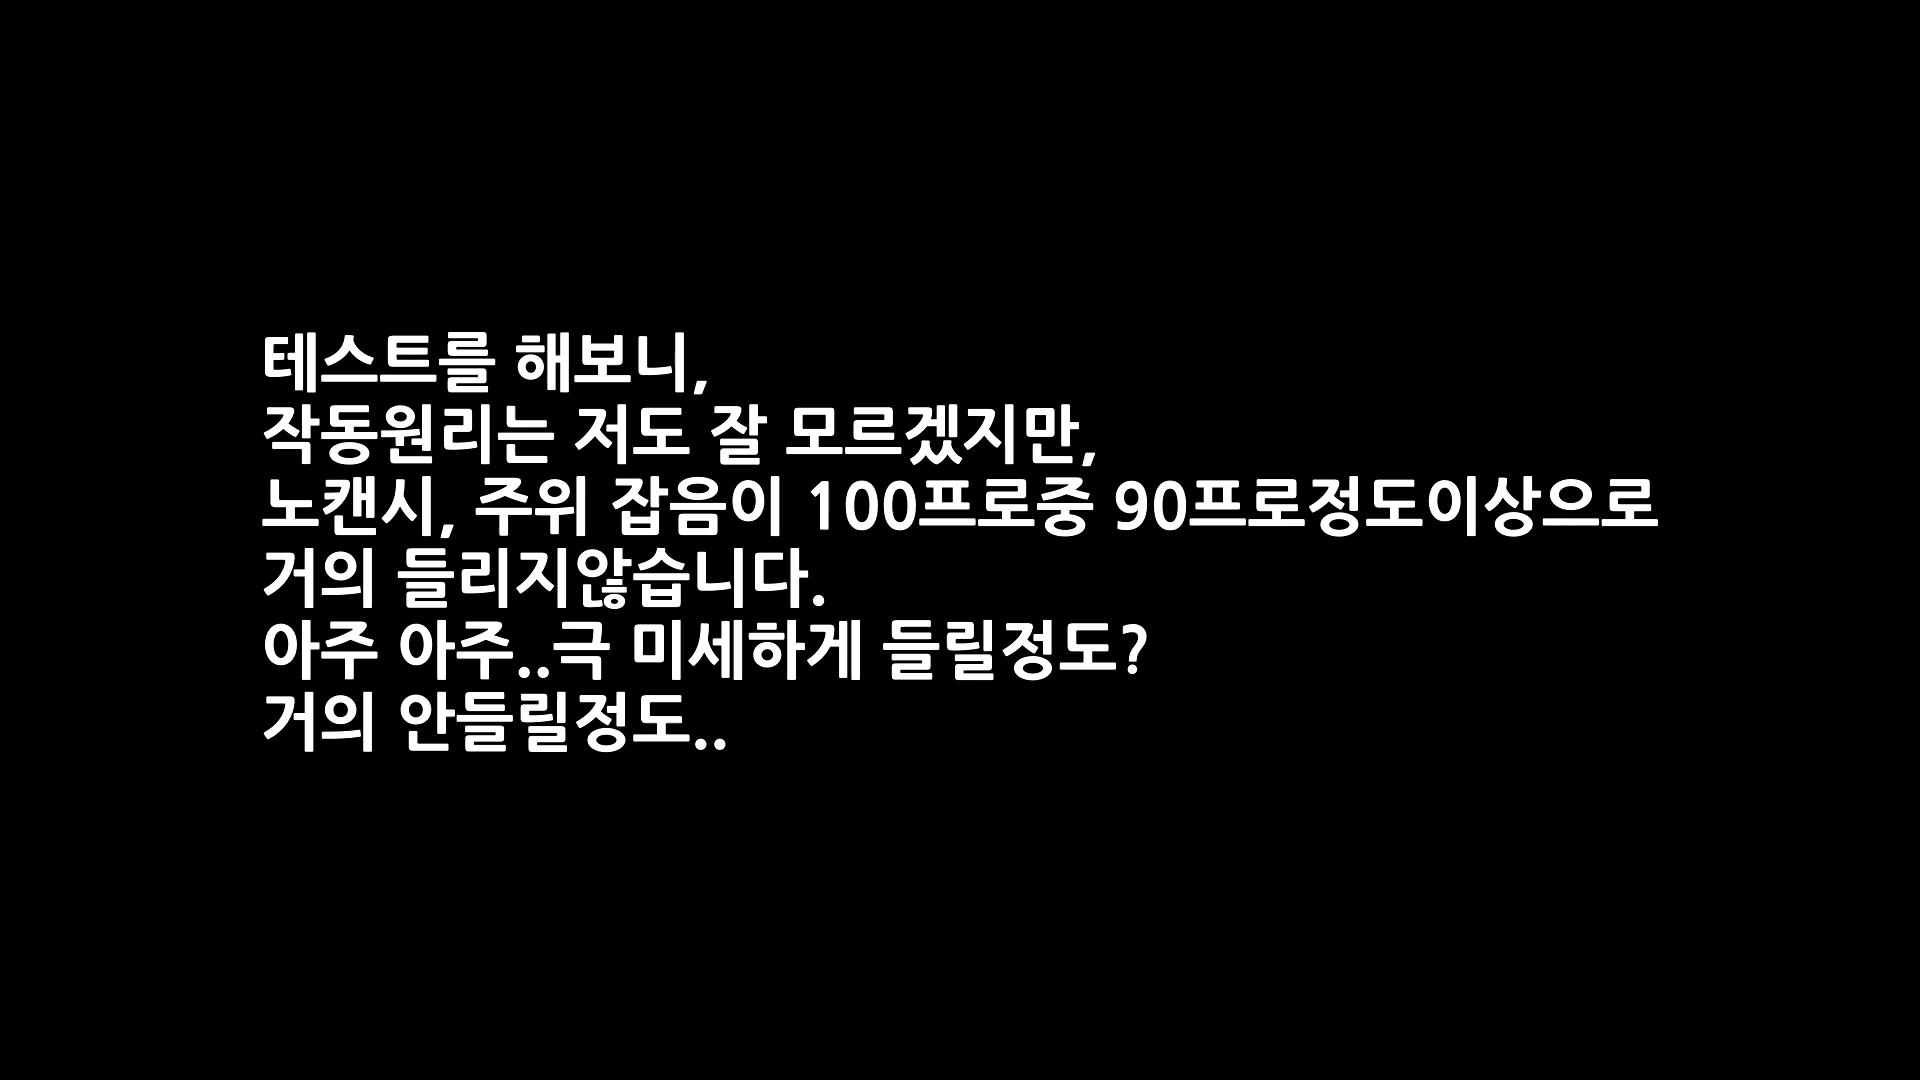 테스트를 해보니,
작동원리는 저도 잘 모르겠지만,
노캔시, 주위 잡음이 100프로중 90프로정도이상으로
거의 들리지않습니다.
아주 아주..극 미세하게 들릴정도?
거의 안들릴정도..